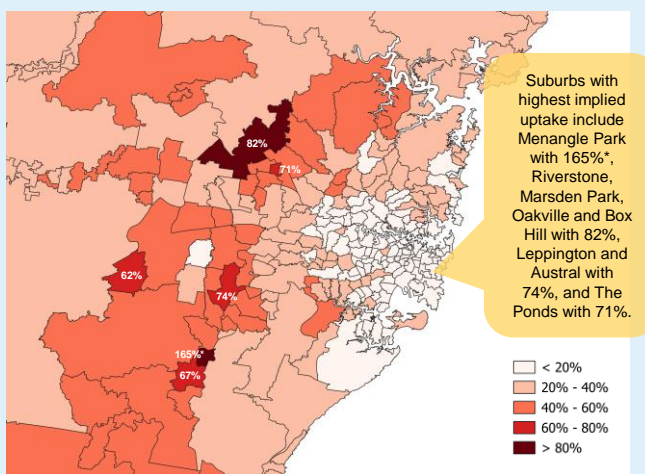 82%
71%
62%
74%
165%*
67%
Suburbs with
highest implied
uptake include
Menangle Park
with 165%*,
Riverstone,
Marsden Park,
Oakville and Box
Hill with 82%,
Leppington and
Austral with
74%, and The
Ponds with 71%.
< 20%
20% - 40%
40% - 60%
60% - 80%
> 80%